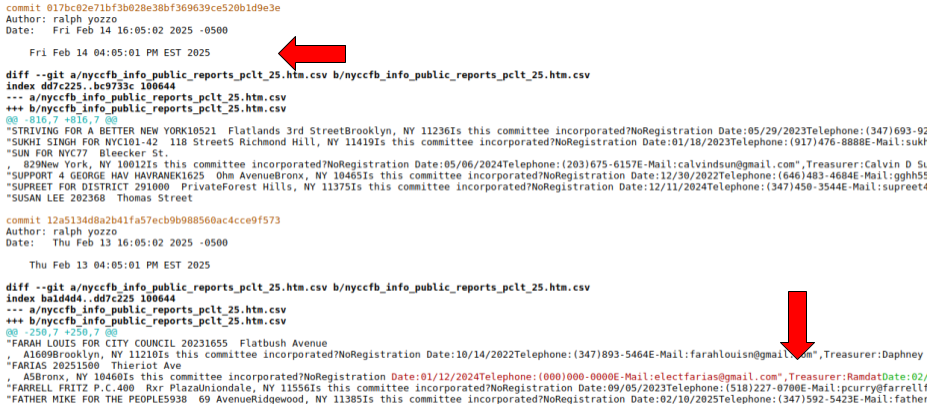 commit 017bc02e71bf3b028e38bf369639ce520b1d9e3e
Author: ralph yozzo
Date:   Fri Feb 14 16:05:02 2025 -0500
    Fri Feb 14 04:05:01 PM EST 2025
diff --git a/nyccfb_info_public_reports_pclt_25.htm.csv b/nyccfb_info_public_reports_pclt_25.htm.csv
index dd7c225..bc9733c 100644
--- a/nyccfb_info_public_reports_pclt_25.htm.csv
+++ b/nyccfb_info_public_reports_pclt_25.htm.csv
@@ -816,7 +816,7 @@
"STRIVING FOR A BETTER NEW YORK10521  Flatlands 3rd StreetBrooklyn, NY 11236Is this committee incorporated?NoRegistration Date:05/29/2023Telephone:(347)693-92
"SUKHI SINGH FOR NYC101-42  118 StreetS Richmond Hill, NY 11419Is this committee incorporated?NoRegistration Date:01/18/2023Telephone:(917)476-8888E-Mail:sukh
"SUN FOR NYC77  Bleecker St.
,  829New York, NY 10012Is this committee incorporated?NoRegistration Date:05/06/2024Telephone:(203)675-6157E-Mail:calvindsun@gmail.com",Treasurer:Calvin D Su
"SUPPORT 4 GEORGE HAV HAVRANEK1625  Ohm AvenueBronx, NY 10465Is this committee incorporated?NoRegistration Date:12/30/2022Telephone:(646)483-4684E-Mail:gghh55
"SUPREET FOR DISTRICT 291000  PrivateForest Hills, NY 11375Is this committee incorporated?NoRegistration Date:12/11/2024Telephone:(347)450-3544E-Mail:supreet4
"SUSAN LEE 202368  Thomas Street
commit 12a5134d8a2b41fa57ecb9b988560ac4cce9f573
Author: ralph yozzo
Date:   Thu Feb 13 16:05:02 2025 -0500
    Thu Feb 13 04:05:01 PM EST 2025
diff --git a/nyccfb_info_public_reports_pclt_25.htm.csv b/nyccfb_info_public_reports_pclt_25.htm.csv
index ba1d4d4..dd7c225 100644
--- a/nyccfb_info_public_reports_pclt_25.htm.csv
+++ b/nyccfb_info_public_reports_pclt_25.htm.csv
@@ -250,7 +250,7 @@
"FARAH LOUIS FOR CITY COUNCIL 20231655  Flatbush Avenue
,  A1609Brooklyn, NY 11210Is this committee incorporated?NoRegistration Date:10/14/2022Telephone:(347)893-5464E-Mail:farahlouisn@gmail.com",Treasurer:Daphney
"FARIAS 20251500  Thieriot Ave
,  A5Bronx, NY 10460Is this committee incorporated?NoRegistration Date:01/12/2024Telephone:(000)000-0000E-Mail:electfarias@gmail.com",Treasurer:RamdatDate:02/
"FARRELL FRITZ P.C.400  Rxr PlazaUniondale, NY 11556Is this committee incorporated?NoRegistration Date:09/05/2023Telephone:(518)227-0700E-Mail:pcurry@farrellf
"FATHER MIKE FOR THE PEOPLE5938  69 AvenueRidgewood, NY 11385Is this committee incorporated?NoRegistration Date:02/10/2025Telephone:(347)592-5423E-Mail:father